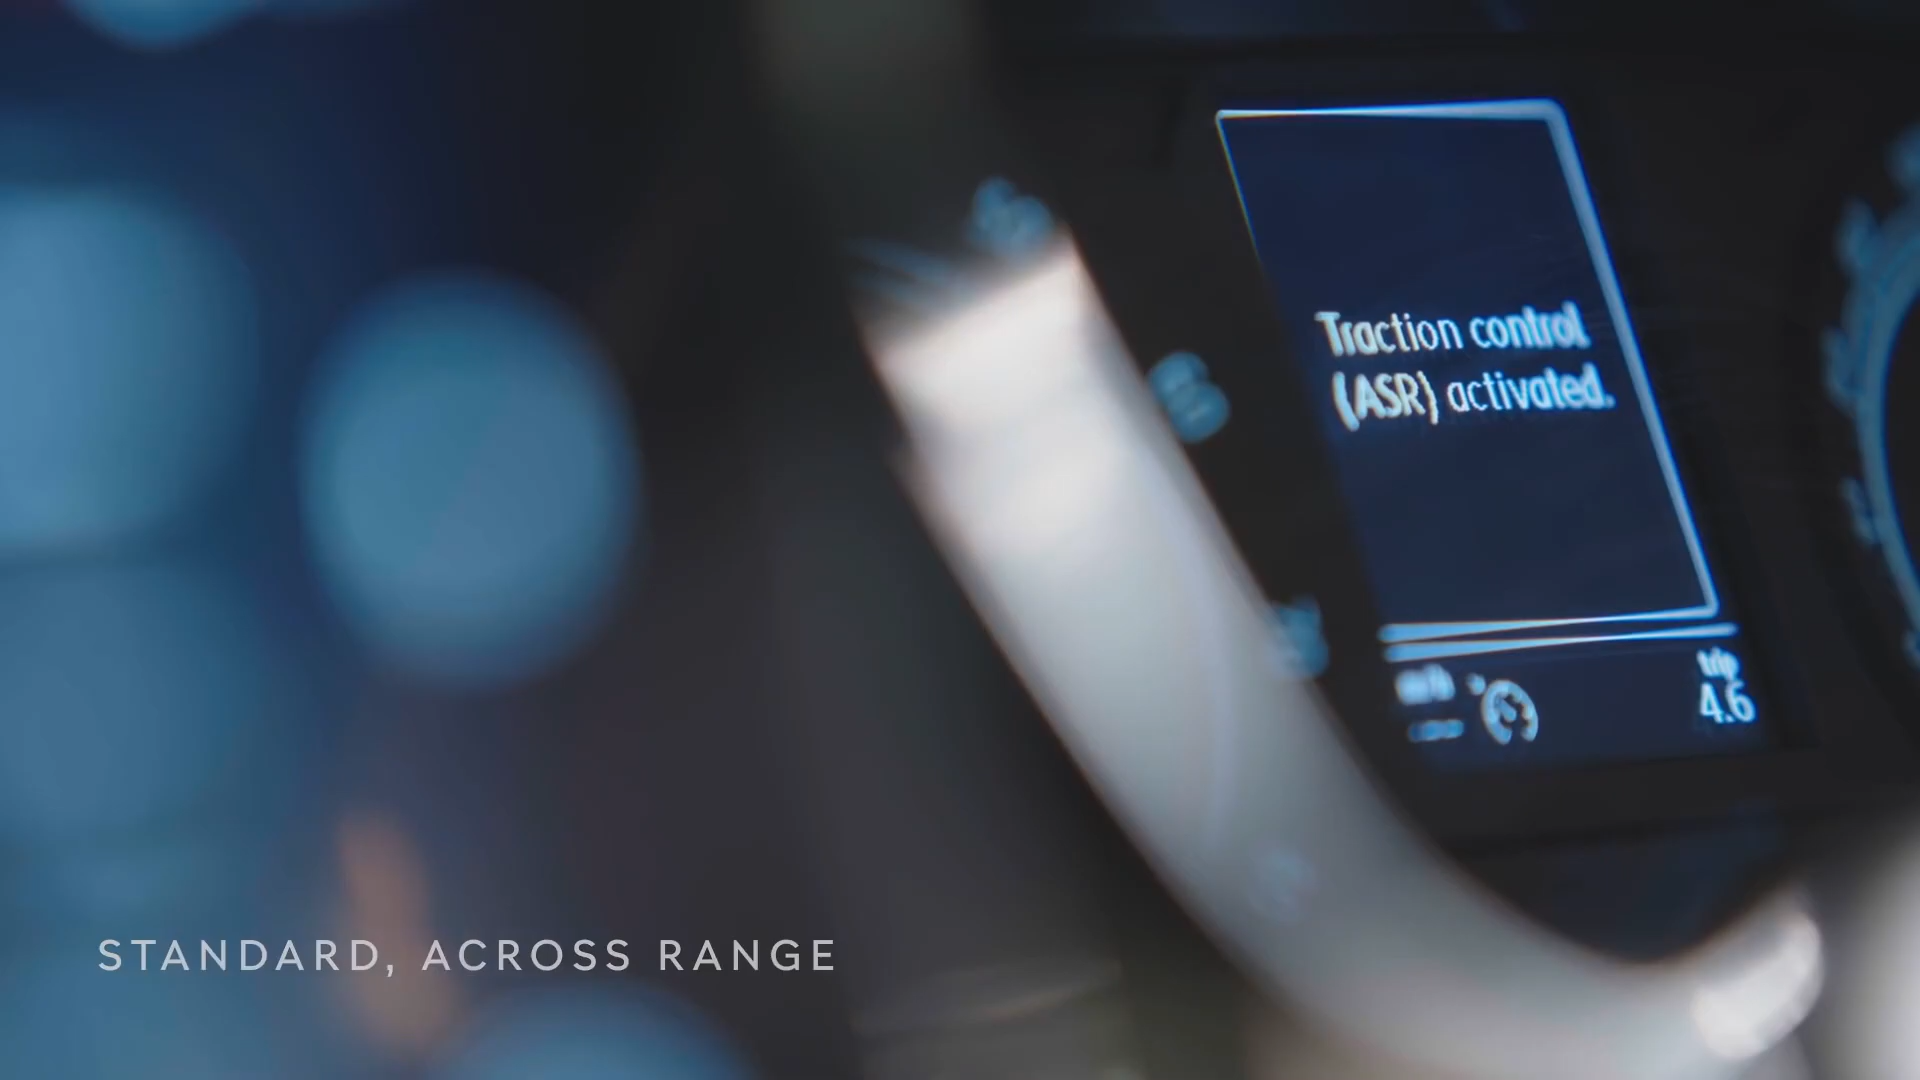 Traction control
(ASR) activated.
trip
4.6
STANDARD, ACROSS RANGE